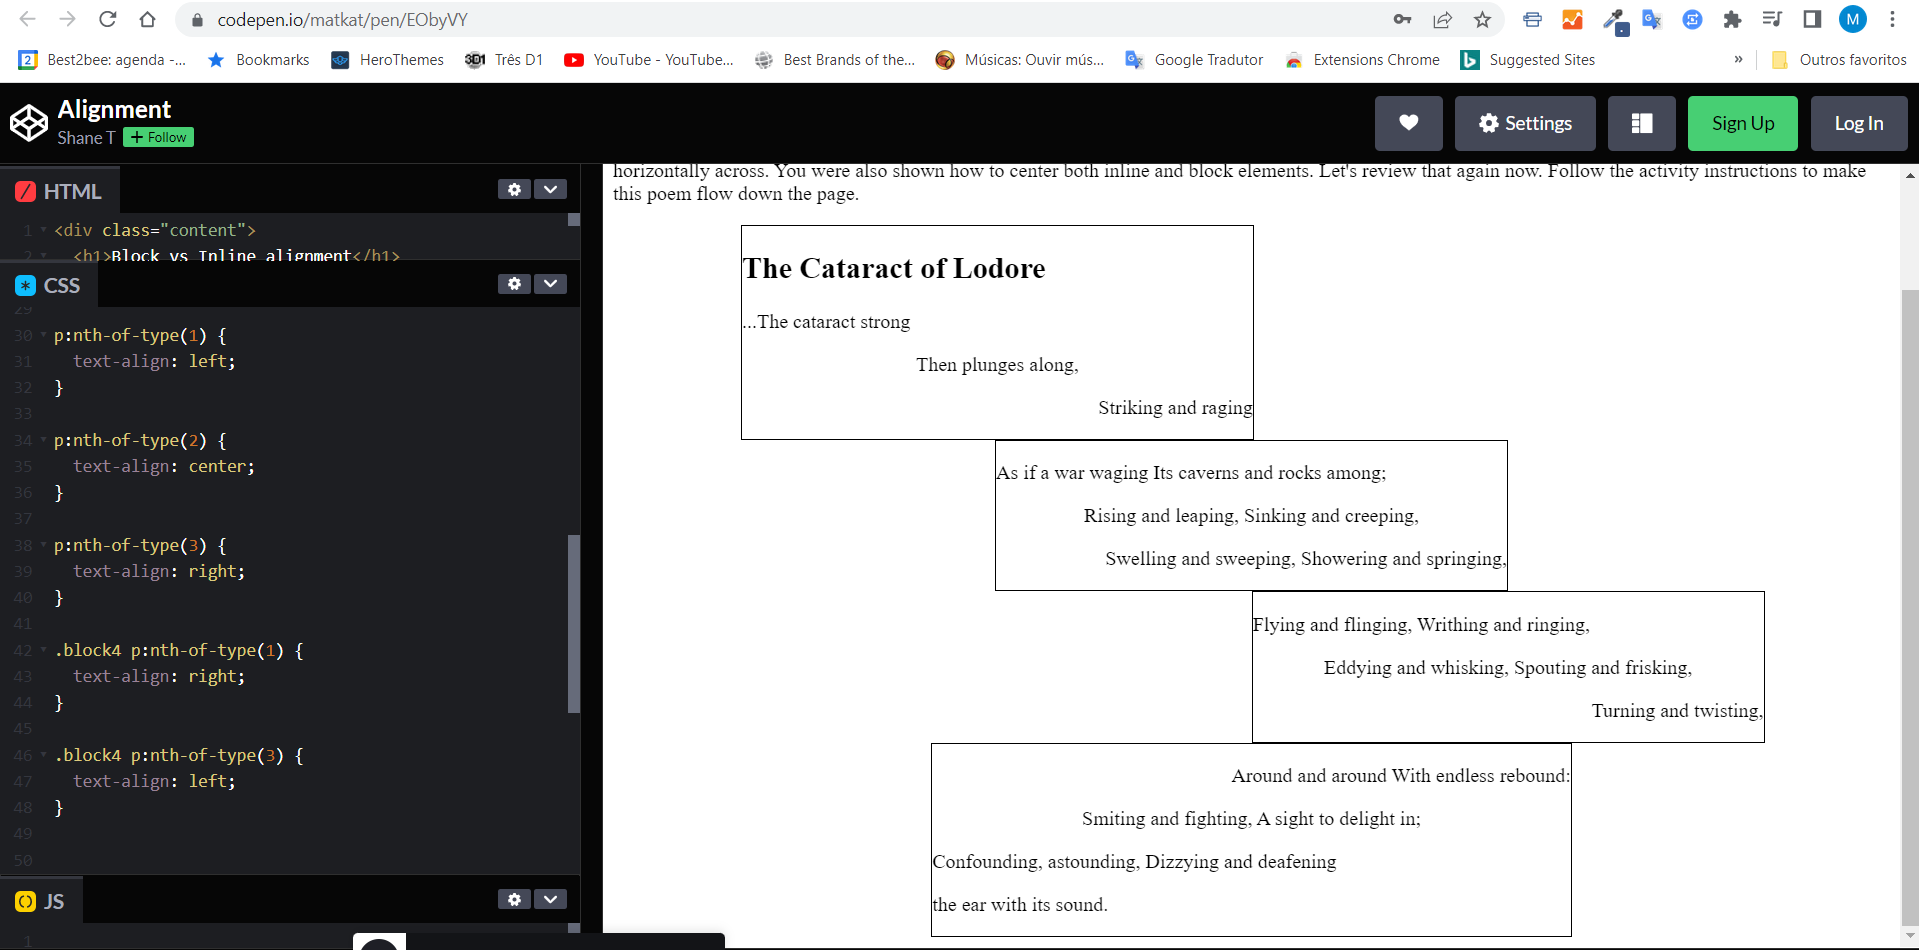 codepen.io/matkat/pen/EObyVY
M
2 Best2bee: agenda -... Bookmarks HeroThemes 3D1 Três D1 YouTube - YouTube... Best Brands of the... Músicas: Ouvir mús... Google Tradutor Extensions Chrome Suggested Sites » Outros favoritos
Alignment
Shane T + Follow
Settings Sign Up Log In
HTML
1 <div class="content">
2 <h1>Block vs Inline alignment</h1>
CSS
29
30 p:nth-of-type(1) {
31 text-align: left;
32 }
33
34 p:nth-of-type(2) {
35 text-align: center;
36 }
37
38 p:nth-of-type(3) {
39 text-align: right;
40 }
41
42 .block4 p:nth-of-type(1) {
43 text-align: right;
44 }
45
46 .block4 p:nth-of-type(3) {
47 text-align: left;
48 }
49
50
JS
1
horizontally across. You were also shown how to center both inline and block elements. Let's review that again now. Follow the activity instructions to make
this poem flow down the page.
The Cataract of Lodore
...The cataract strong
Then plunges along,
Striking and raging
As if a war waging Its caverns and rocks among;
Rising and leaping, Sinking and creeping,
Swelling and sweeping, Showering and springing,
Flying and flinging, Writhing and ringing,
Eddying and whisking, Spouting and frisking,
Turning and twisting,
Around and around With endless rebound:
Smiting and fighting, A sight to delight in;
Confounding, astounding, Dizzying and deafening
the ear with its sound.